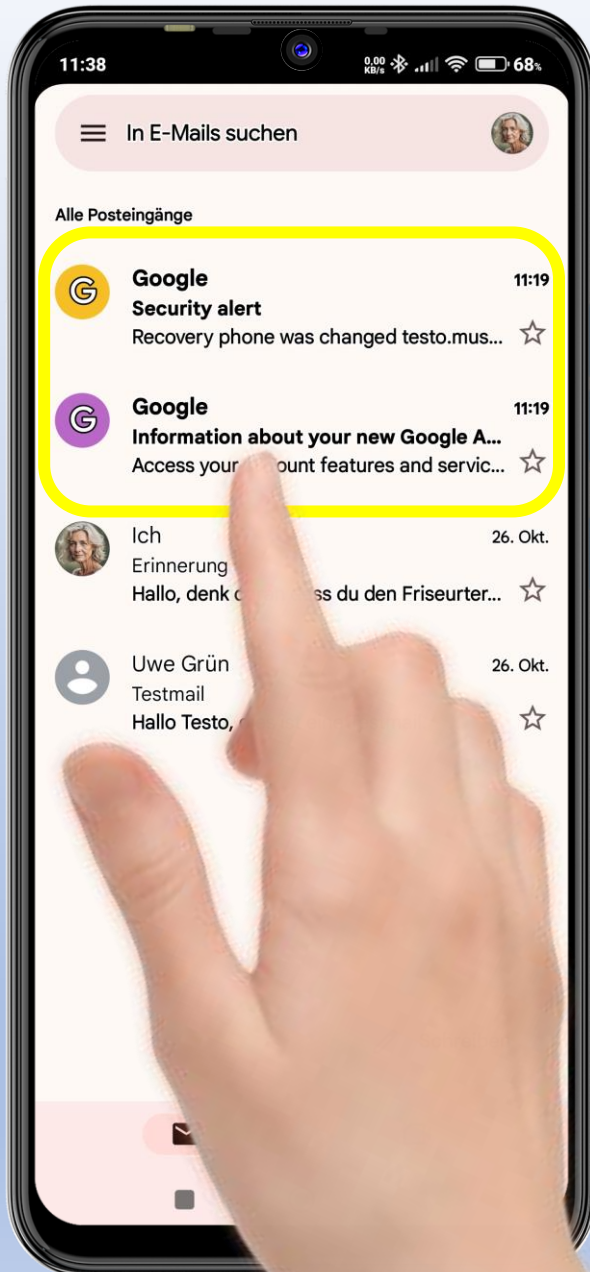 11:38 0,00 KB/s 68%
In E-Mails suchen
Alle Posteingänge
G Google 11:19
Security alert
Recovery phone was changed testo.mus...
G Google 11:19
Information about your new Google A...
Access your features and servic...
Ich 26. Okt.
Erinnerung
Hallo, denk du den Friseurter...
Uwe Grün 26. Okt.
Testmail
Hallo Testo,